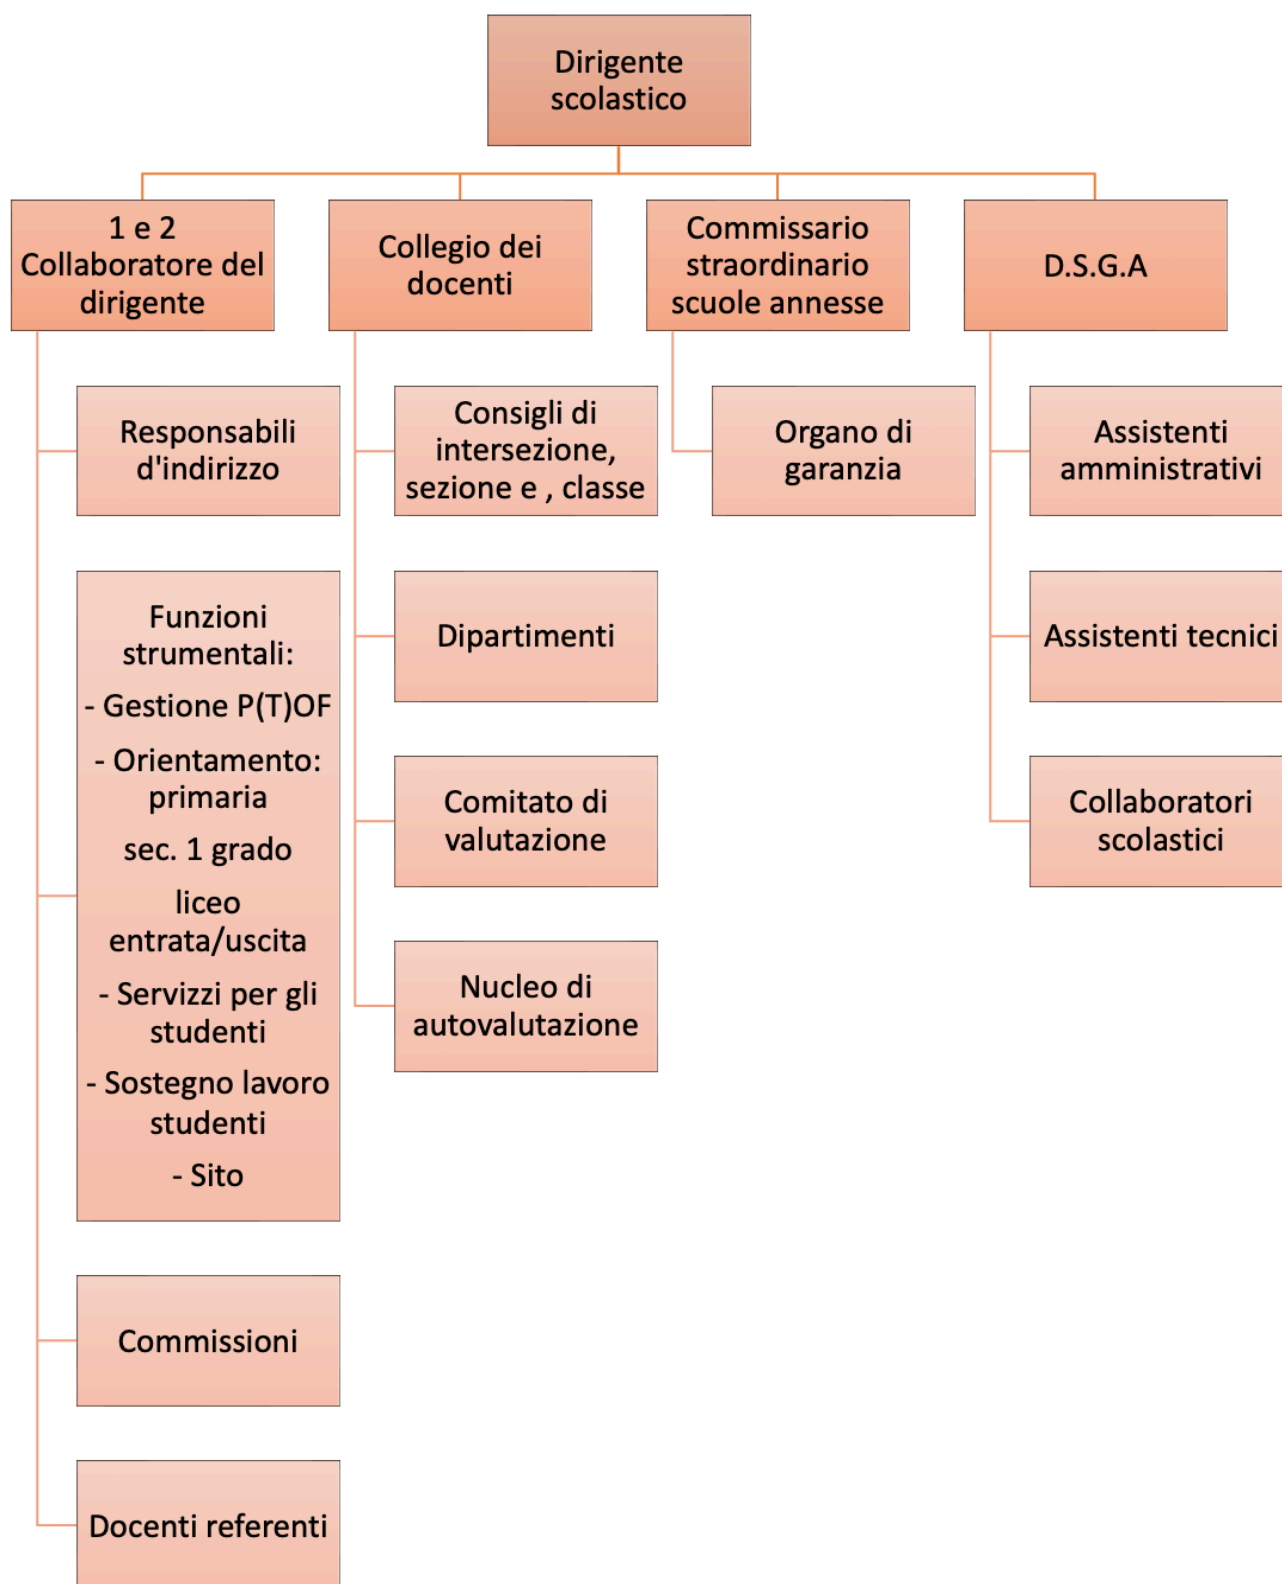 Dirigente
scolastico
1 e 2
Collaboratore del
dirigente
Collegio dei
docenti
Commissario
straordinario
scuole annesse
D.S.G.A
Responsabili
d'indirizzo
Funzioni
strumentali:
- Gestione P(T)OF
- Orientamento:
primaria
sec. 1 grado
liceo
entrata/uscita
- Servizzi per gli
studenti
- Sostegno lavoro
studenti
- Sito
Commissioni
Docenti referenti
Consigli di
intersezione,
sezione e , classe
Dipartimenti
Comitato di
valutazione
Nucleo di
autovalutazione
Organo di
garanzia
Assistenti
amministrativi
Assistenti tecnici
Collaboratori
scolastici